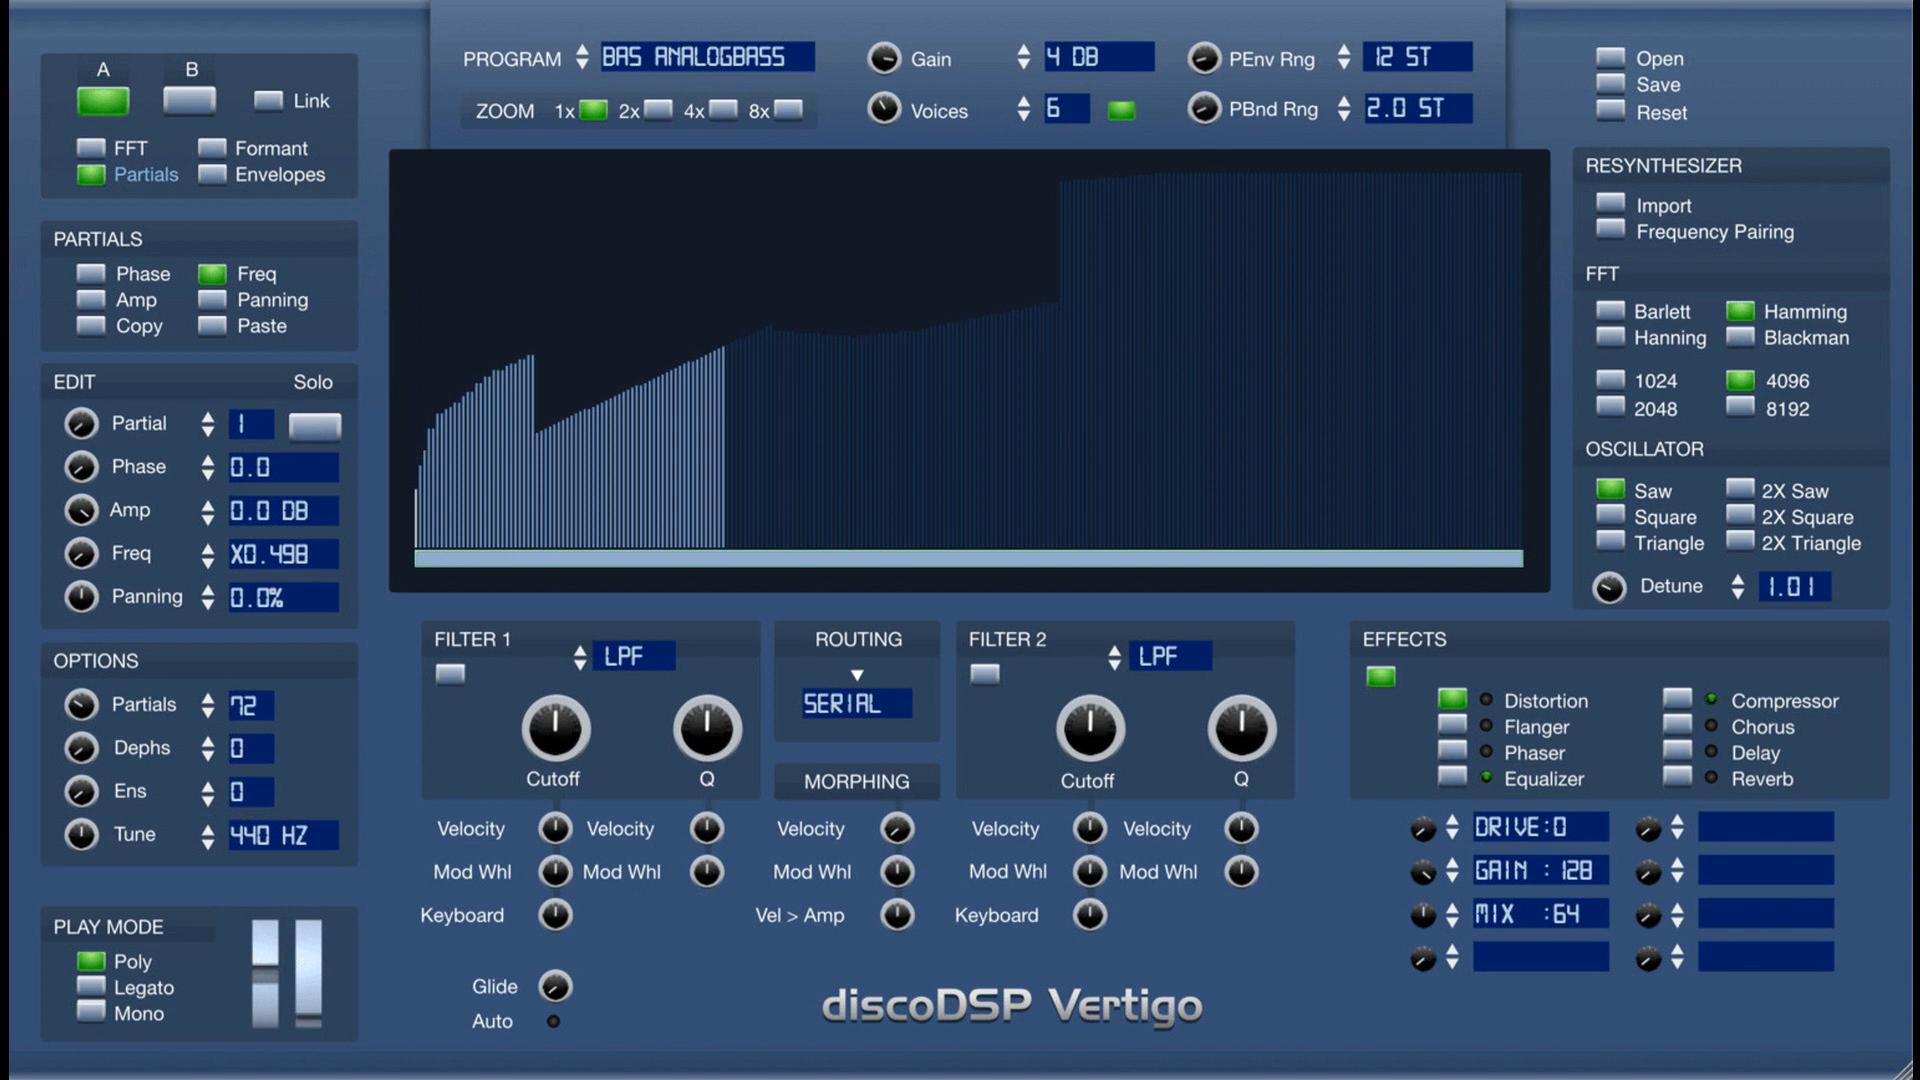 A B
Link
FFT Formant
Partials Envelopes
PROGRAM BAS ANALOGBASS
ZOOM 1x 2x 4x 8x
Gain 4 DB
Voices 6
PEnv Rng 12 ST
PBnd Rng 2.0 ST
Open
Save
Reset
PARTIALS
Phase Freq
Amp Panning
Copy Paste
EDIT Solo
Partial 1
Phase 0.0
Amp 0.0 DB
Freq X0.498
Panning 0.0%
OPTIONS
Partials 72
Dephs 0
Ens 0
Tune 440 HZ
PLAY MODE
Poly
Legato
Mono
RESYNTHESIZER
Import
Frequency Pairing
FFT
Barlett Hamming
Hanning Blackman
1024 4096
2048 8192
OSCILLATOR
Saw 2X Saw
Square 2X Square
Triangle 2X Triangle
Detune 1.01
FILTER 1 LPF
Cutoff Q
Velocity Velocity
Mod Whl Mod Whl
Keyboard
Glide
Auto
ROUTING
SERIAL
MORPHING
Velocity
Mod Whl
Vel > Amp
FILTER 2 LPF
Cutoff Q
Velocity Velocity
Mod Whl Mod Whl
Keyboard
EFFECTS
Distortion Compressor
Flanger Chorus
Phaser Delay
Equalizer Reverb
DRIVE:0
GAIN :128
MIX :64
discoDSP Vertigo